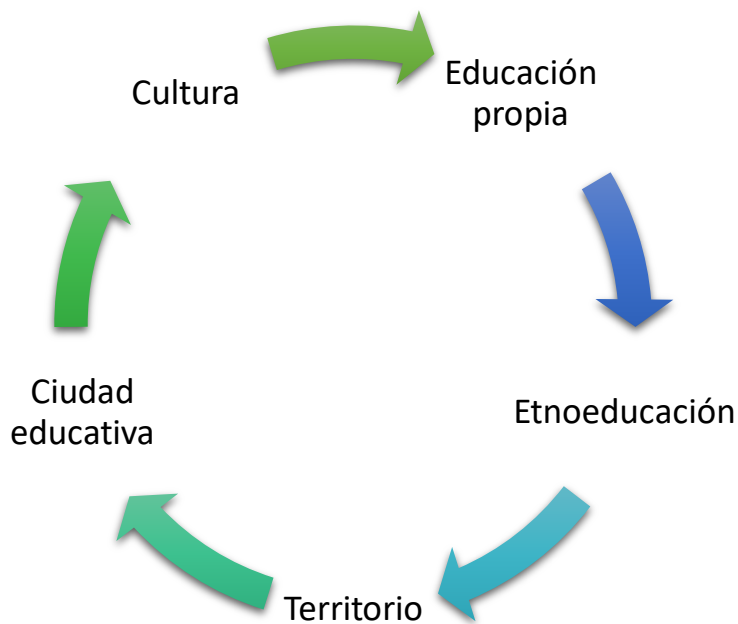 Cultura
Educación
propia
Etnoeducación
Territorio
Ciudad
educativa